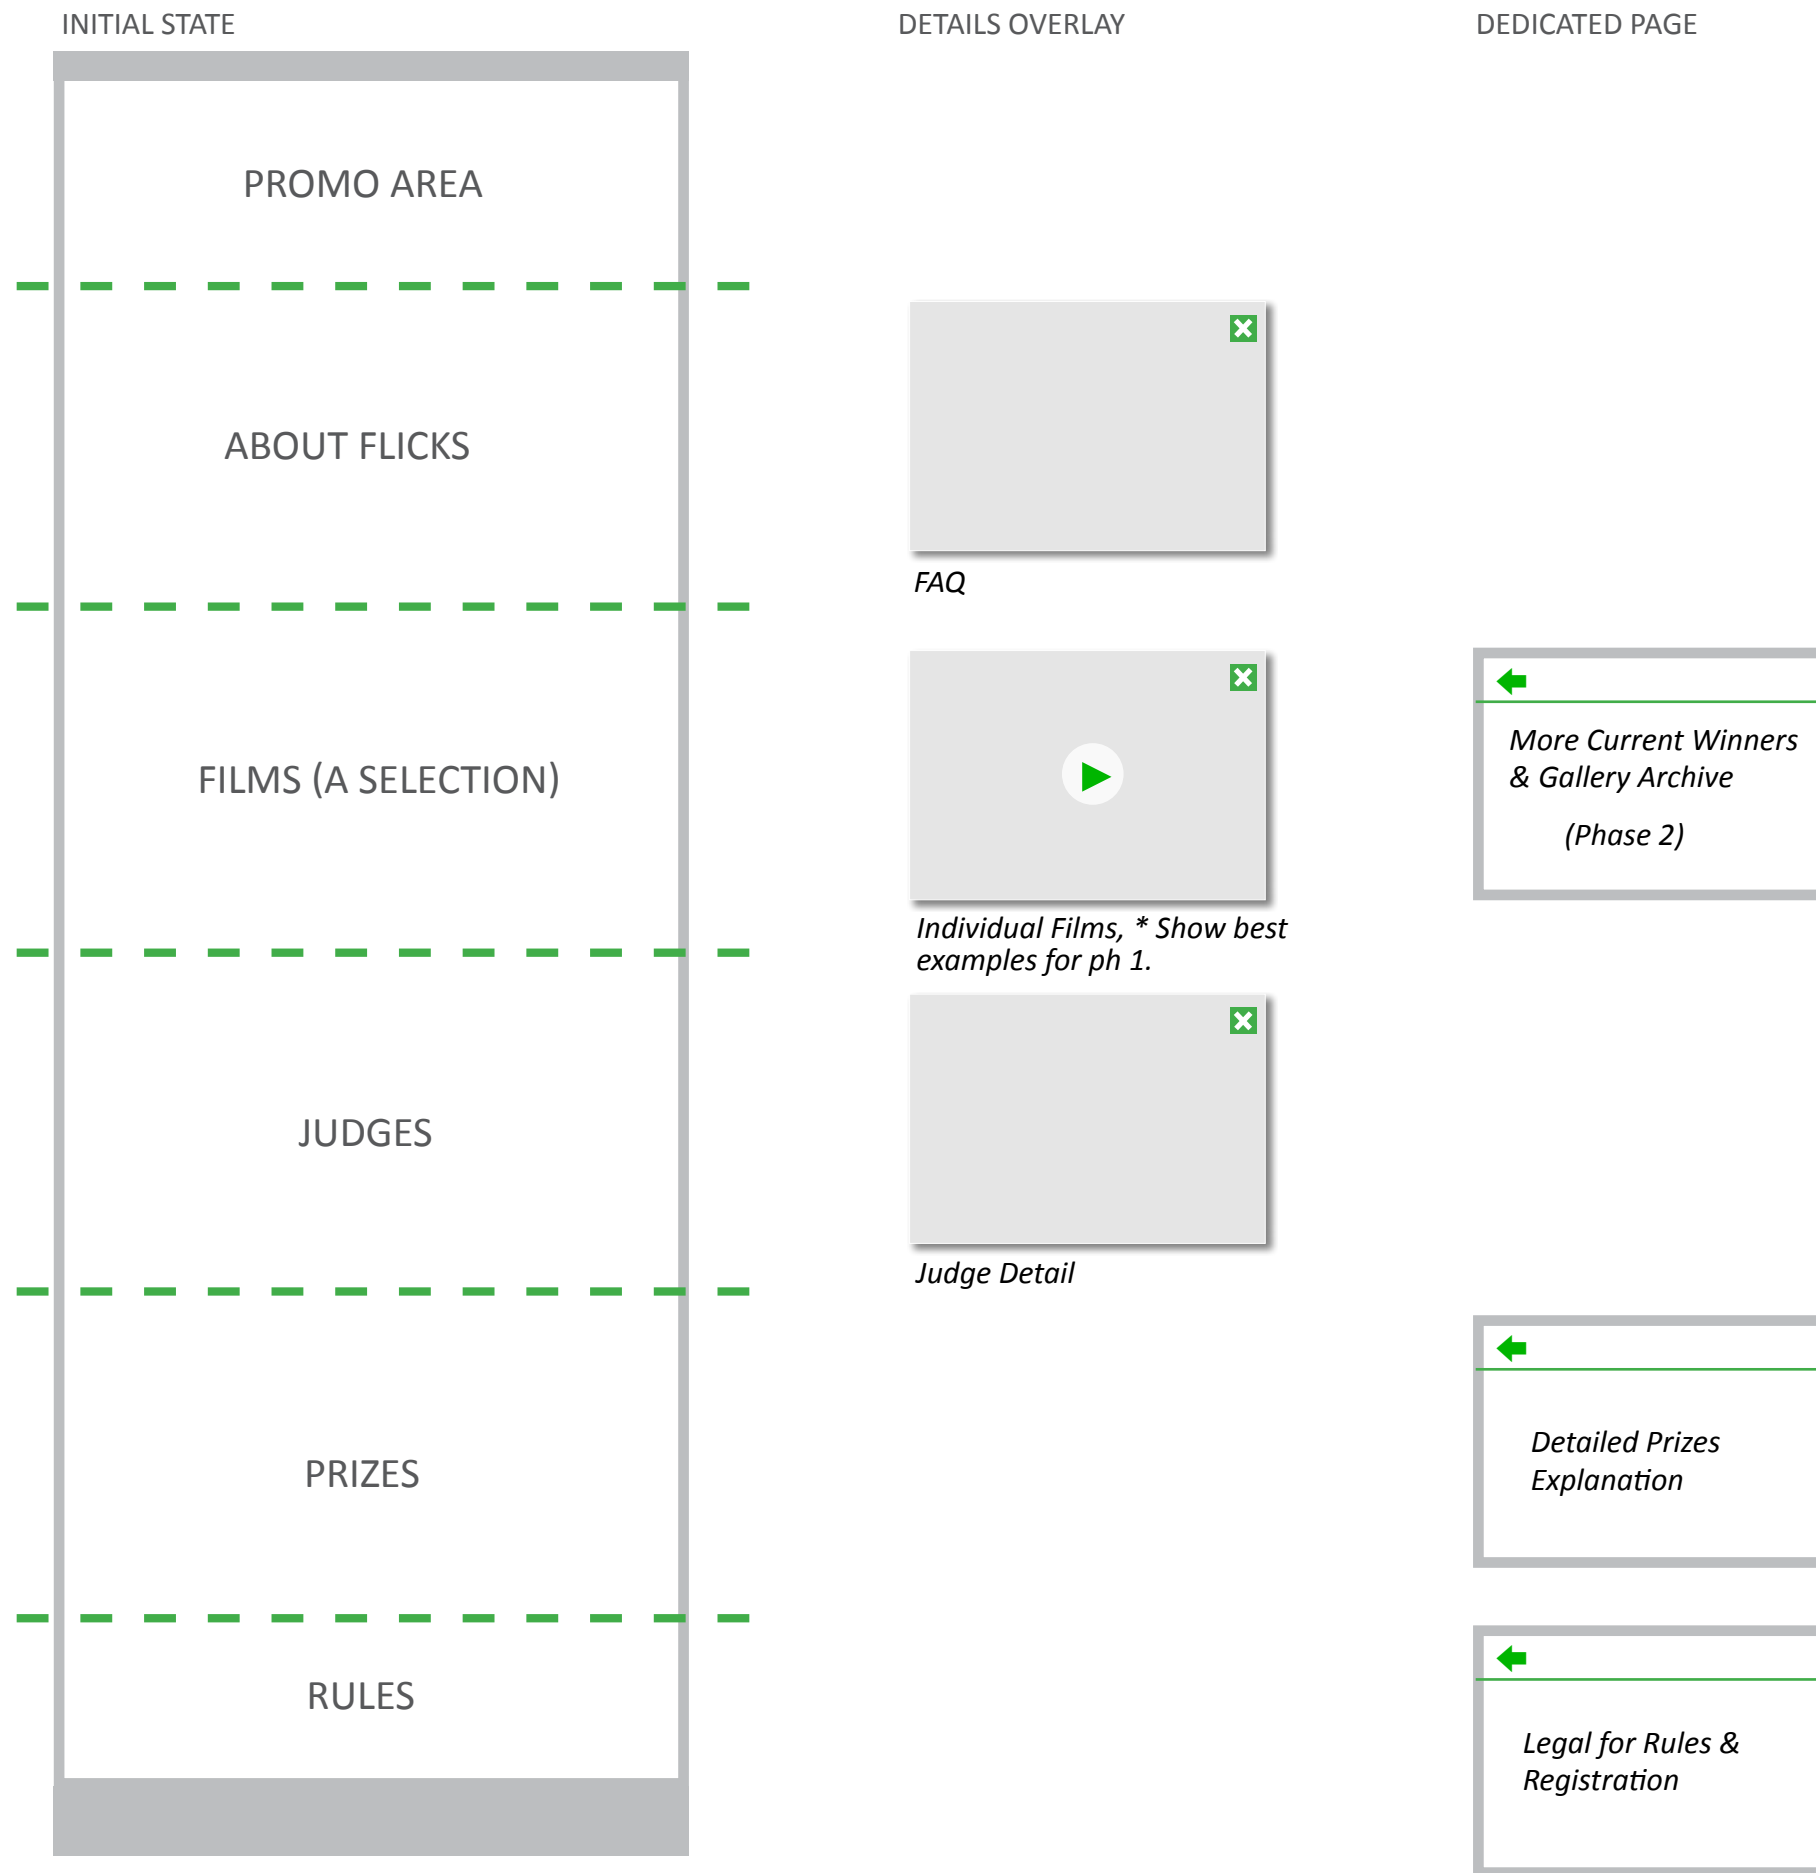 INITIAL STATE
DETAILS OVERLAY
DEDICATED PAGE
PROMO AREA
ABOUT FLICKS
FAQ
FILMS (A SELECTION)
More Current Winners
& Gallery Archive
(Phase 2)
Individual Films, * Show best
examples for ph 1.
JUDGES
Judge Detail
PRIZES
Detailed Prizes
Explanation
RULES
Legal for Rules &
Registration